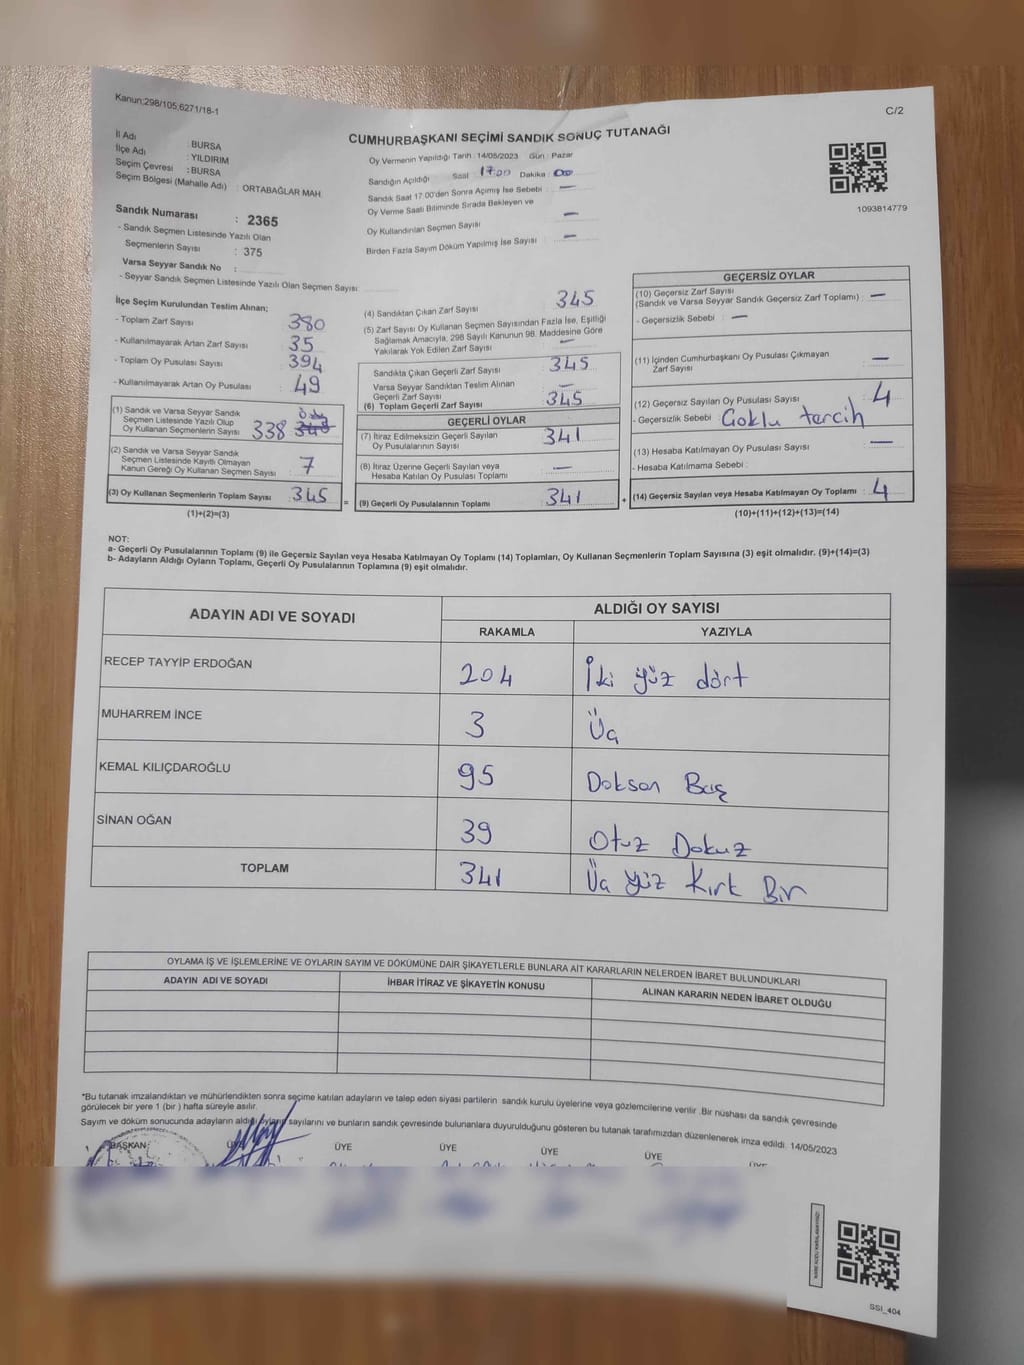 Kanun:298/105,6271/18-1
C/2
CUMHURBAŞKANI SEÇİMİ SANDIK SONUÇ TUTANAĞI
İl Adı : BURSA
İlçe Adı : YILDIRIM
Seçim Çevresi : BURSA
Seçim Bölgesi (Mahalle Adı) : ORTABAĞLAR MAH.
Sandık Numarası : 2365
- Sandık Seçmen Listesinde Yazılı Olan
Seçmenlerin Sayısı : 375
Varsa Seyyar Sandık No :
- Seyyar Sandık Seçmen Listesinde Yazılı Olan Seçmen Sayısı:
Oy Vermenin Yapıldığı Tarih : 14/05/2023 Gün : Pazar
Sandığın Açıldığı Saat 17:00 Dakika : 00
Sandık Saat 17:00'den Sonra Açımış İse Sebebi : —
Oy Verme Saati Bitiminde Sırada Bekleyen ve
Oy Kullandırılan Seçmen Sayısı —
Birden Fazla Sayım Döküm Yapılmış İse Sayısı —
1093814779
İlçe Seçim Kurulundan Teslim Alınan;
- Toplam Zarf Sayısı : 380
- Kullanılmayarak Artan Zarf Sayısı : 35
- Toplam Oy Pusulası Sayısı : 394
- Kullanılmayarak Artan Oy Pusulası : 49
(1) Sandık ve Varsa Seyyar Sandık
Seçmen Listesinde Yazılı Olup
Oy Kullanan Seçmenlerin Sayısı 338
(2) Sandık ve Varsa Seyyar Sandık
Seçmen Listesinde Kayıtlı Olmayan
Kanun Gereği Oy Kullanan Seçmen Sayısı 7
(3) Oy Kullanan Seçmenlerin Toplam Sayısı : 345
(1)+(2)=(3)
(4) Sandıktan Çıkan Zarf Sayısı 345
(5) Zarf Sayısı Oy Kullanan Seçmen Sayısından Fazla İse, Eşitliği
Sağlamak Amacıyla, 298 Sayılı Kanunun 98. Maddesine Göre
Yakılarak Yok Edilen Zarf Sayısı —
Sandıkta Çıkan Geçerli Zarf Sayısı : 345
Varsa Seyyar Sandıktan Teslim Alınan
Geçerli Zarf Sayısı —
(6) Toplam Geçerli Zarf Sayısı : 345
GEÇERLİ OYLAR
(7) İtiraz Edilmeksizin Geçerli Sayılan
Oy Pusulasının Sayısı : 341
(8) İtiraz Üzerine Geçerli Sayılan veya
Hesaba Katılan Oy Pusulası Toplamı —
(9) Geçerli Oy Pusulalarının Toplamı 341
GEÇERSİZ OYLAR
(10) Geçersiz Zarf Sayısı
(Sandık ve Varsa Seyyar Sandık Geçersiz Zarf Toplamı) : —
- Geçersizlik Sebebi : —
(11) İçinden Cumhurbaşkanı Oy Pusulası Çıkmayan
Zarf Sayısı —
(12) Geçersiz Sayılan Oy Pusulası Sayısı : 4
- Geçersizlik Sebebi : Çoklu tercih
(13) Hesaba Katılmayan Oy Pusulası Sayısı : —
- Hesaba Katılmama Sebebi :
(14) Geçersiz Sayılan veya Hesaba Katılmayan Oy Toplamı : 4
(10)+(11)+(12)+(13)=(14)
NOT:
a- Geçerli Oy Pusulalarının Toplamı (9) ile Geçersiz Sayılan veya Hesaba Katılmayan Oy Toplamı (14) Toplamları, Oy Kullanan Seçmenlerin Toplam Sayısına (3) eşit olmalıdır. (9)+(14)=(3)
b- Adayların Aldığı Oyların Toplamı, Geçerli Oy Pusulalarının Toplamına (9) eşit olmalıdır.
ADAYIN ADI VE SOYADI ALDIĞI OY SAYISI
RAKAMLA YAZIYLA
RECEP TAYYİP ERDOĞAN 204 İki yüz dört
MUHARREM İNCE 3 Üç
KEMAL KILIÇDAROĞLU 95 Doksan Beş
SİNAN OĞAN 39 Otuz Dokuz
TOPLAM 341 Üç yüz Kırk Bir
OYLAMA İŞ VE İŞLEMLERİNE VE OYLARIN SAYIM VE DÖKÜMÜNE DAİR ŞİKAYETLERLE BUNLARA AİT KARARLARIN NELERDEN İBARET BULUNDUKLARI
ADAYIN ADI VE SOYADI İHBAR İTİRAZ VE ŞİKAYETİN KONUSU ALINAN KARARIN NEDEN İBARET OLDUĞU
*Bu tutanak imzalandıktan ve mühürlendikten sonra seçime katılan adayların ve talep eden siyasi partilerin sandık kurulu üyelerine veya gözlemcilerine verilir .Bir nüshası da sandık çevresinde
görülecek bir yere 1 (bir ) hafta süreyle asılır.
Sayım ve döküm sonucunda adayların aldığı oyların sayılarını ve bunların sandık çevresinde bulunanlara duyurulduğunu gösteren bu tutanak tarafımızdan düzenlenerek imza edildi. 14/05/2023
BAŞKAN ÜYE ÜYE ÜYE ÜYE ÜYE
SSI_404